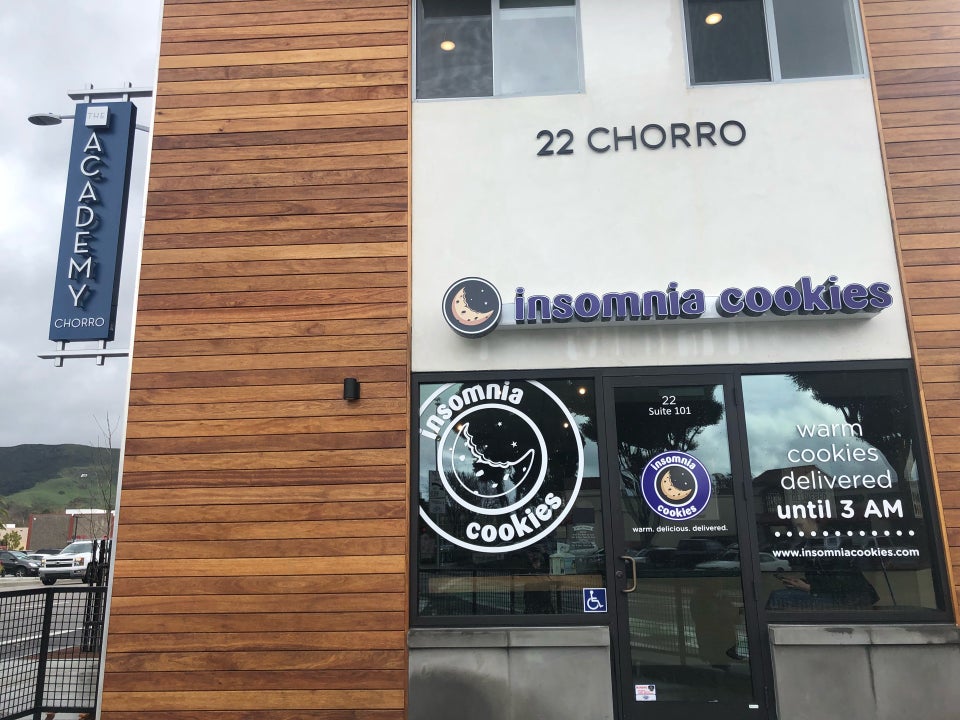 THE
ACADEMY
CHORRO
22 CHORRO
insomnia cookies
insomnia
cookies
22
Suite 101
insomnia
cookies
warm. delicious. delivered.
warm
cookies
delivered
until 3 AM
www.insomniacookies.com